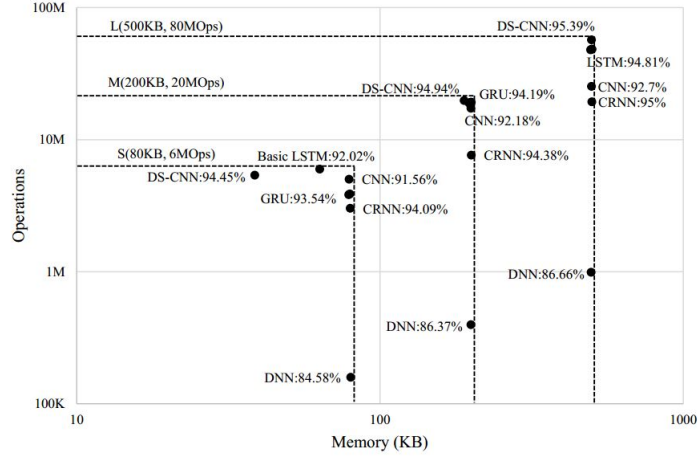 100M
L(500KB, 80MOps)
DS-CNN:95.39%
LSTM:94.81%
M(200KB, 20MOps)
DS-CNN:94.94%
GRU:94.19%
CNN:92.7%
CRNN:95%
CNN:92.18%
10M
S(80KB, 6MOps)
Basic LSTM:92.02%
CRNN:94.38%
DS-CNN:94.45%
CNN:91.56%
GRU:93.54%
CRNN:94.09%
Operations
1M
DNN:86.66%
DNN:86.37%
DNN:84.58%
100K
10
100
1000
Memory (KB)